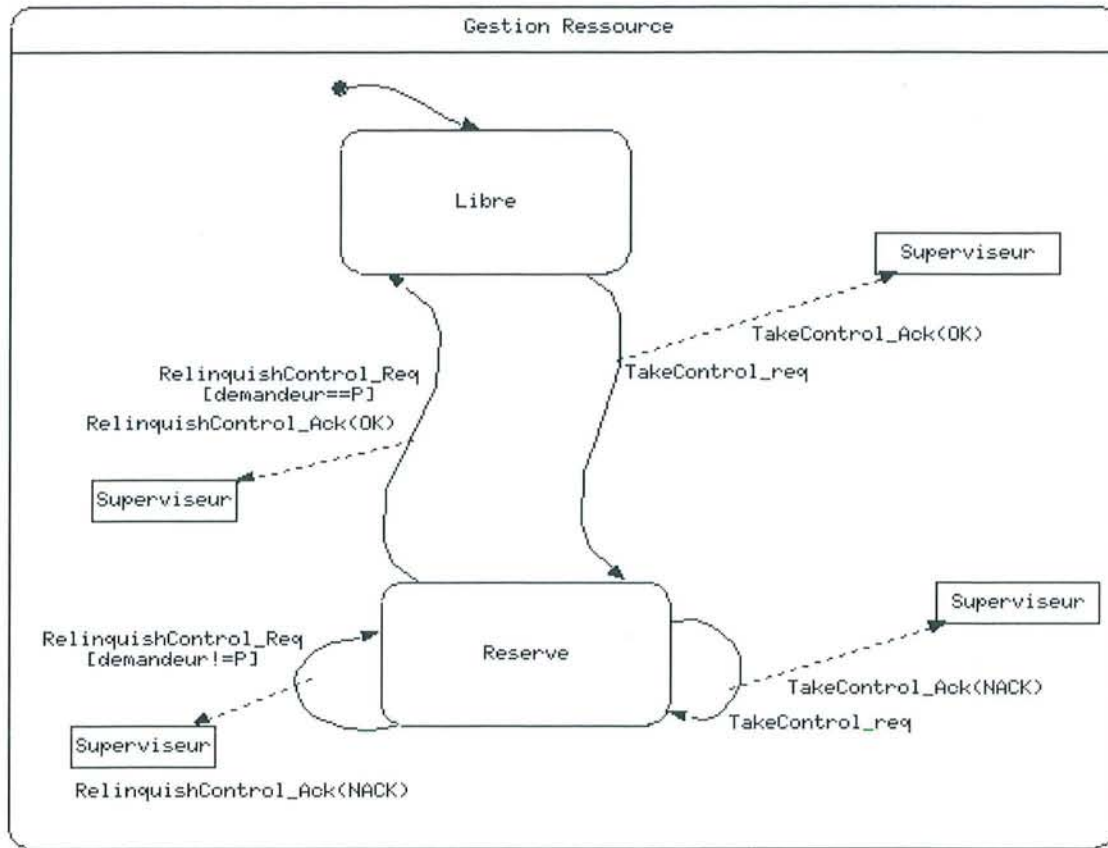 Gestion Ressource
Libre
Superviseur
TakeControl_Ack(OK)
TakeControl_req
RelinquishControl_Req
[demandeur==P]
RelinquishControl_Ack(OK)
Superviseur
Superviseur
RelinquishControl_Req
[demandeur!=P]
Reserve
TakeControl_Ack(NACK)
TakeControl_req
Superviseur
RelinquishControl_Ack(NACK)